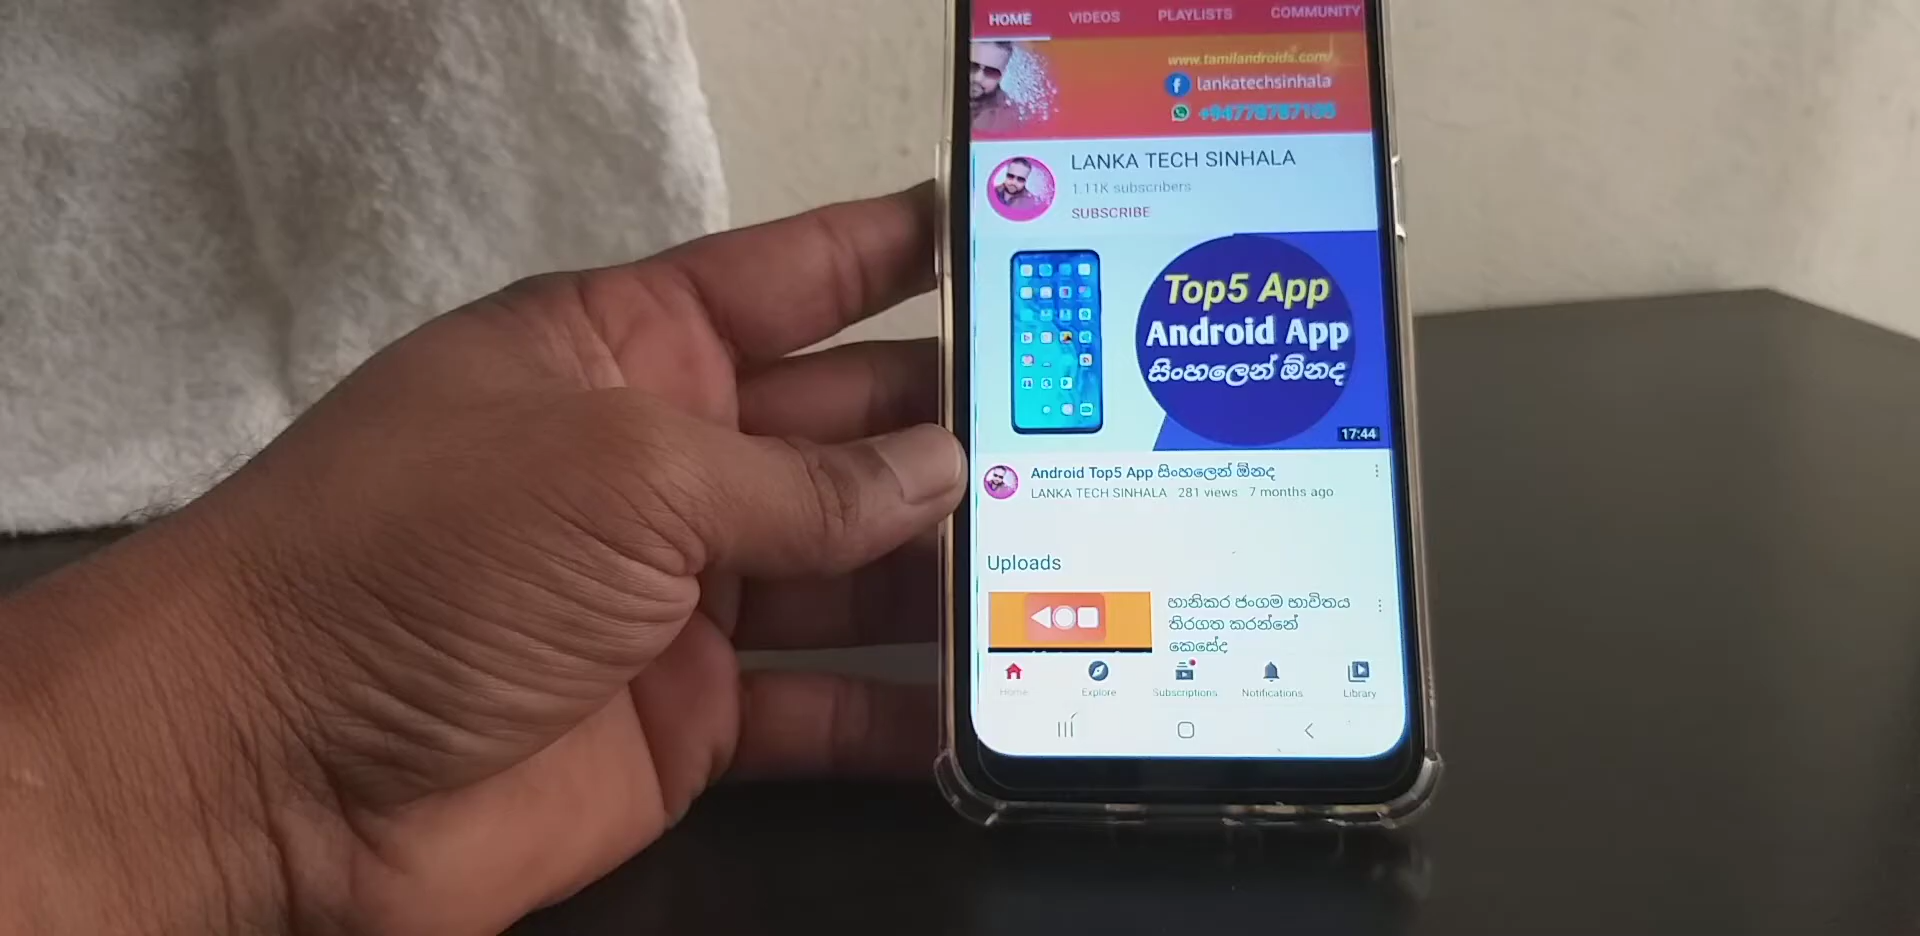 HOME VIDEOS PLAYLISTS COMMUNITY
www.tamilandroids.com/
lankatechsinhala
LANKA TECH SINHALA
1.11K subscribers
SUBSCRIBE
Top5 App
Android App
සිංහලෙන් ඕනද
17:44
Android Top5 App සිංහලෙන් ඕනද
LANKA TECH SINHALA 281 views 7 months ago
Uploads
හානිකර ජංගම භාවිතය
තිරගත කරන්නේ
කෙසේද
Home Explore Subscriptions Notifications Library